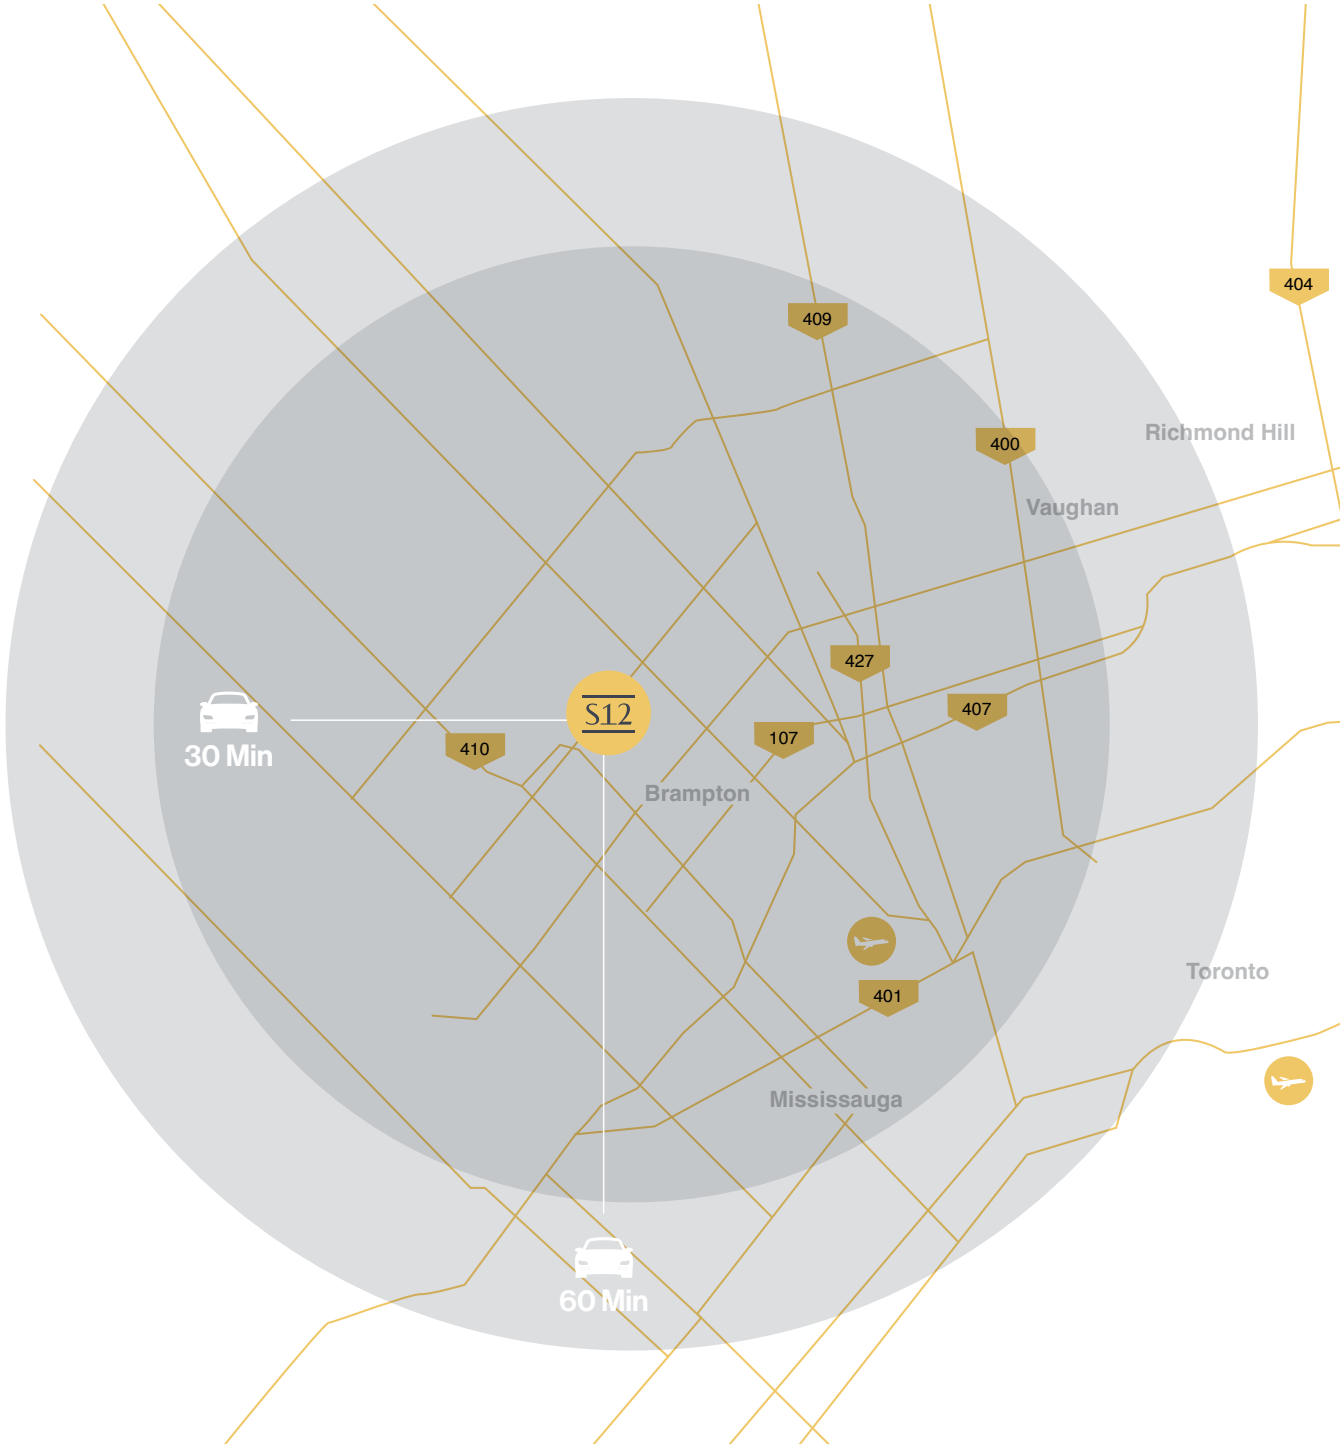 404
409
Richmond Hill
400
Vaughan
427
S12
407
107
410
30 Min
Brampton
Toronto
401
Mississauga
60 Min